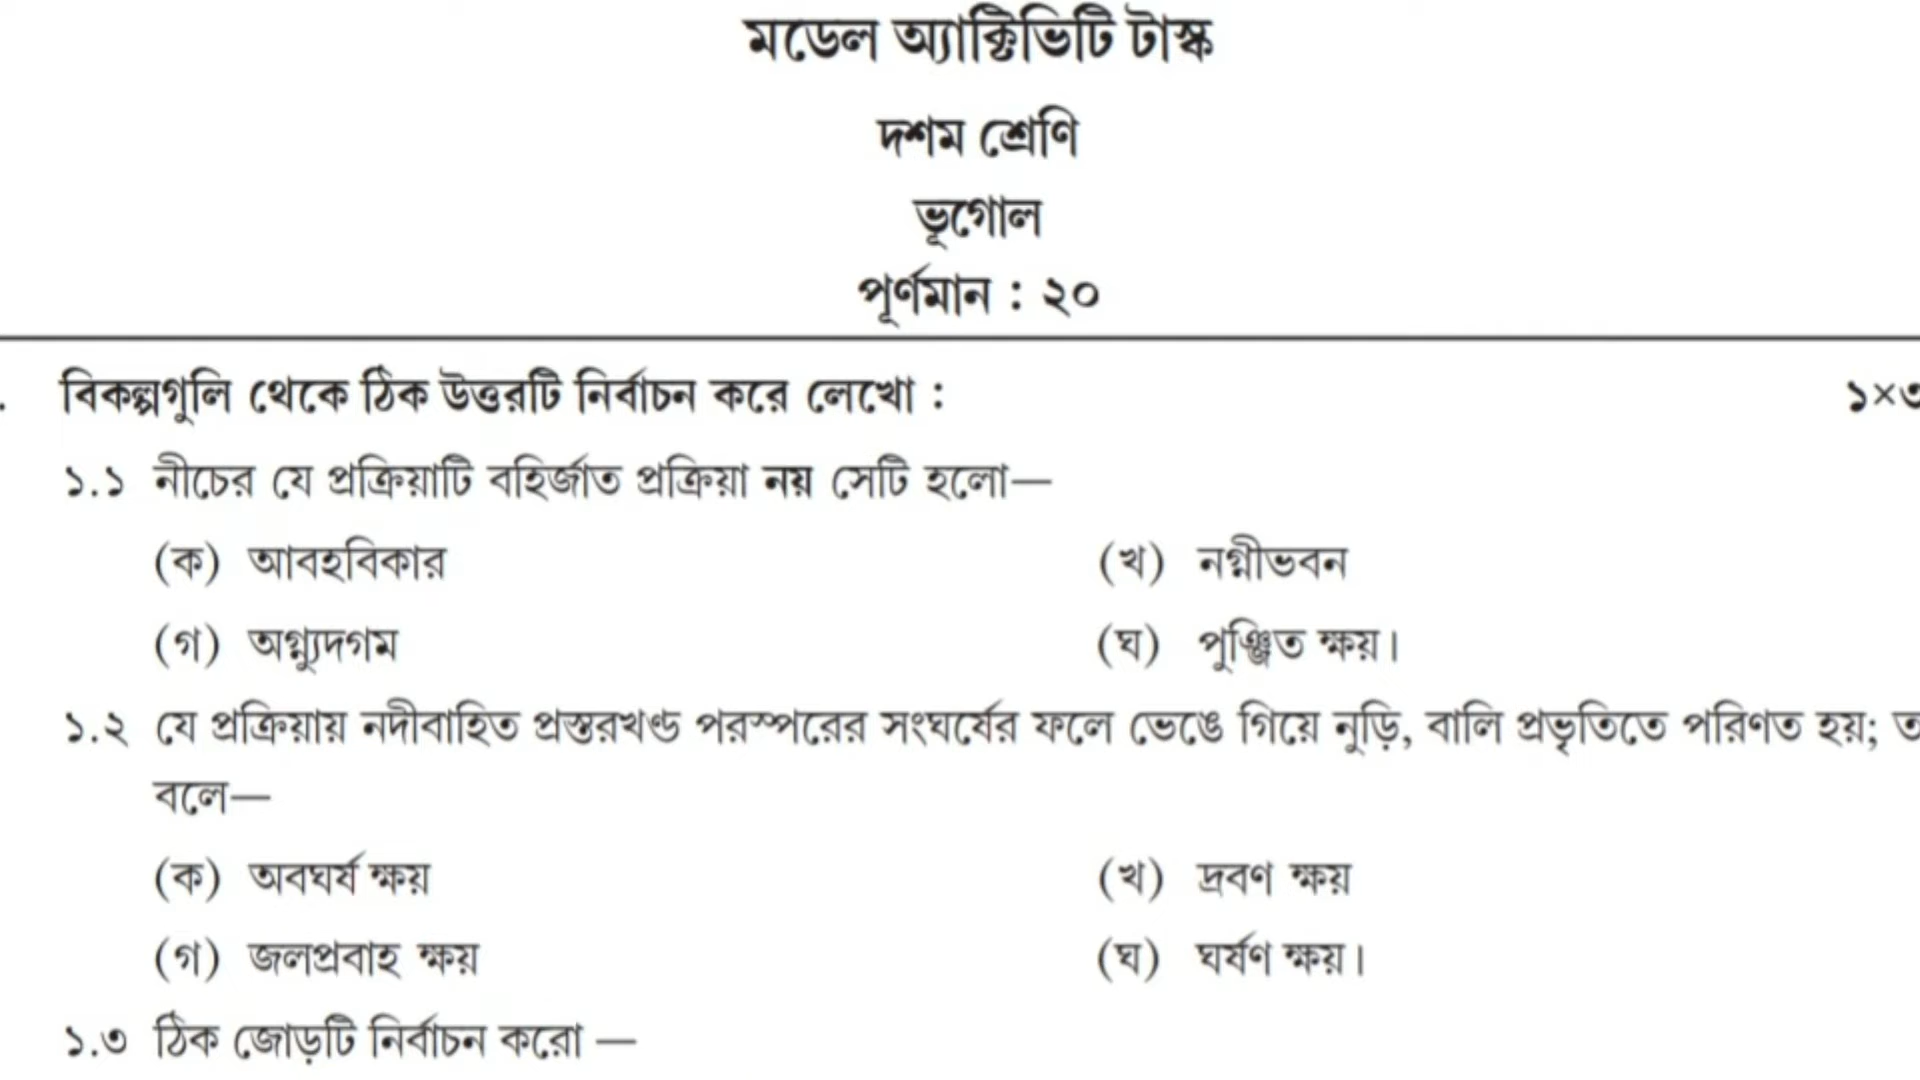 মডেল অ্যাক্টিভিটি টাস্ক
দশম শ্রেণি
ভূগোল
পূর্ণমান : ২০
. বিকল্পগুলি থেকে ঠিক উত্তরটি নির্বাচন করে লেখো : ১×৩
১.১ নীচের যে প্রক্রিয়াটি বহির্জাত প্রক্রিয়া নয় সেটি হলো—
(ক) আবহবিকার (খ) নগ্নীভবন
(গ) অগ্ন্যুদগম (ঘ) পুঞ্জিত ক্ষয়।
১.২ যে প্রক্রিয়ায় নদীবাহিত প্রস্তরখণ্ড পরস্পরের সংঘর্ষের ফলে ভেঙে গিয়ে নুড়ি, বালি প্রভৃতিতে পরিণত হয়; ত
বলে—
(ক) অবঘর্ষ ক্ষয় (খ) দ্রবণ ক্ষয়
(গ) জলপ্রবাহ ক্ষয় (ঘ) ঘর্ষণ ক্ষয়।
১.৩ ঠিক জোড়টি নির্বাচন করো —